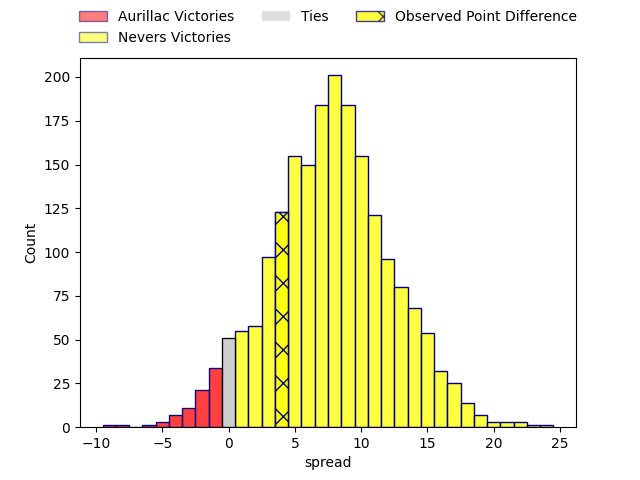 Aurillac Victories
Ties
Observed Point Difference
Nevers Victories
200
175
150
125
100
75
50
25
0
Count
−10
−5
0
5
10
15
20
25
spread